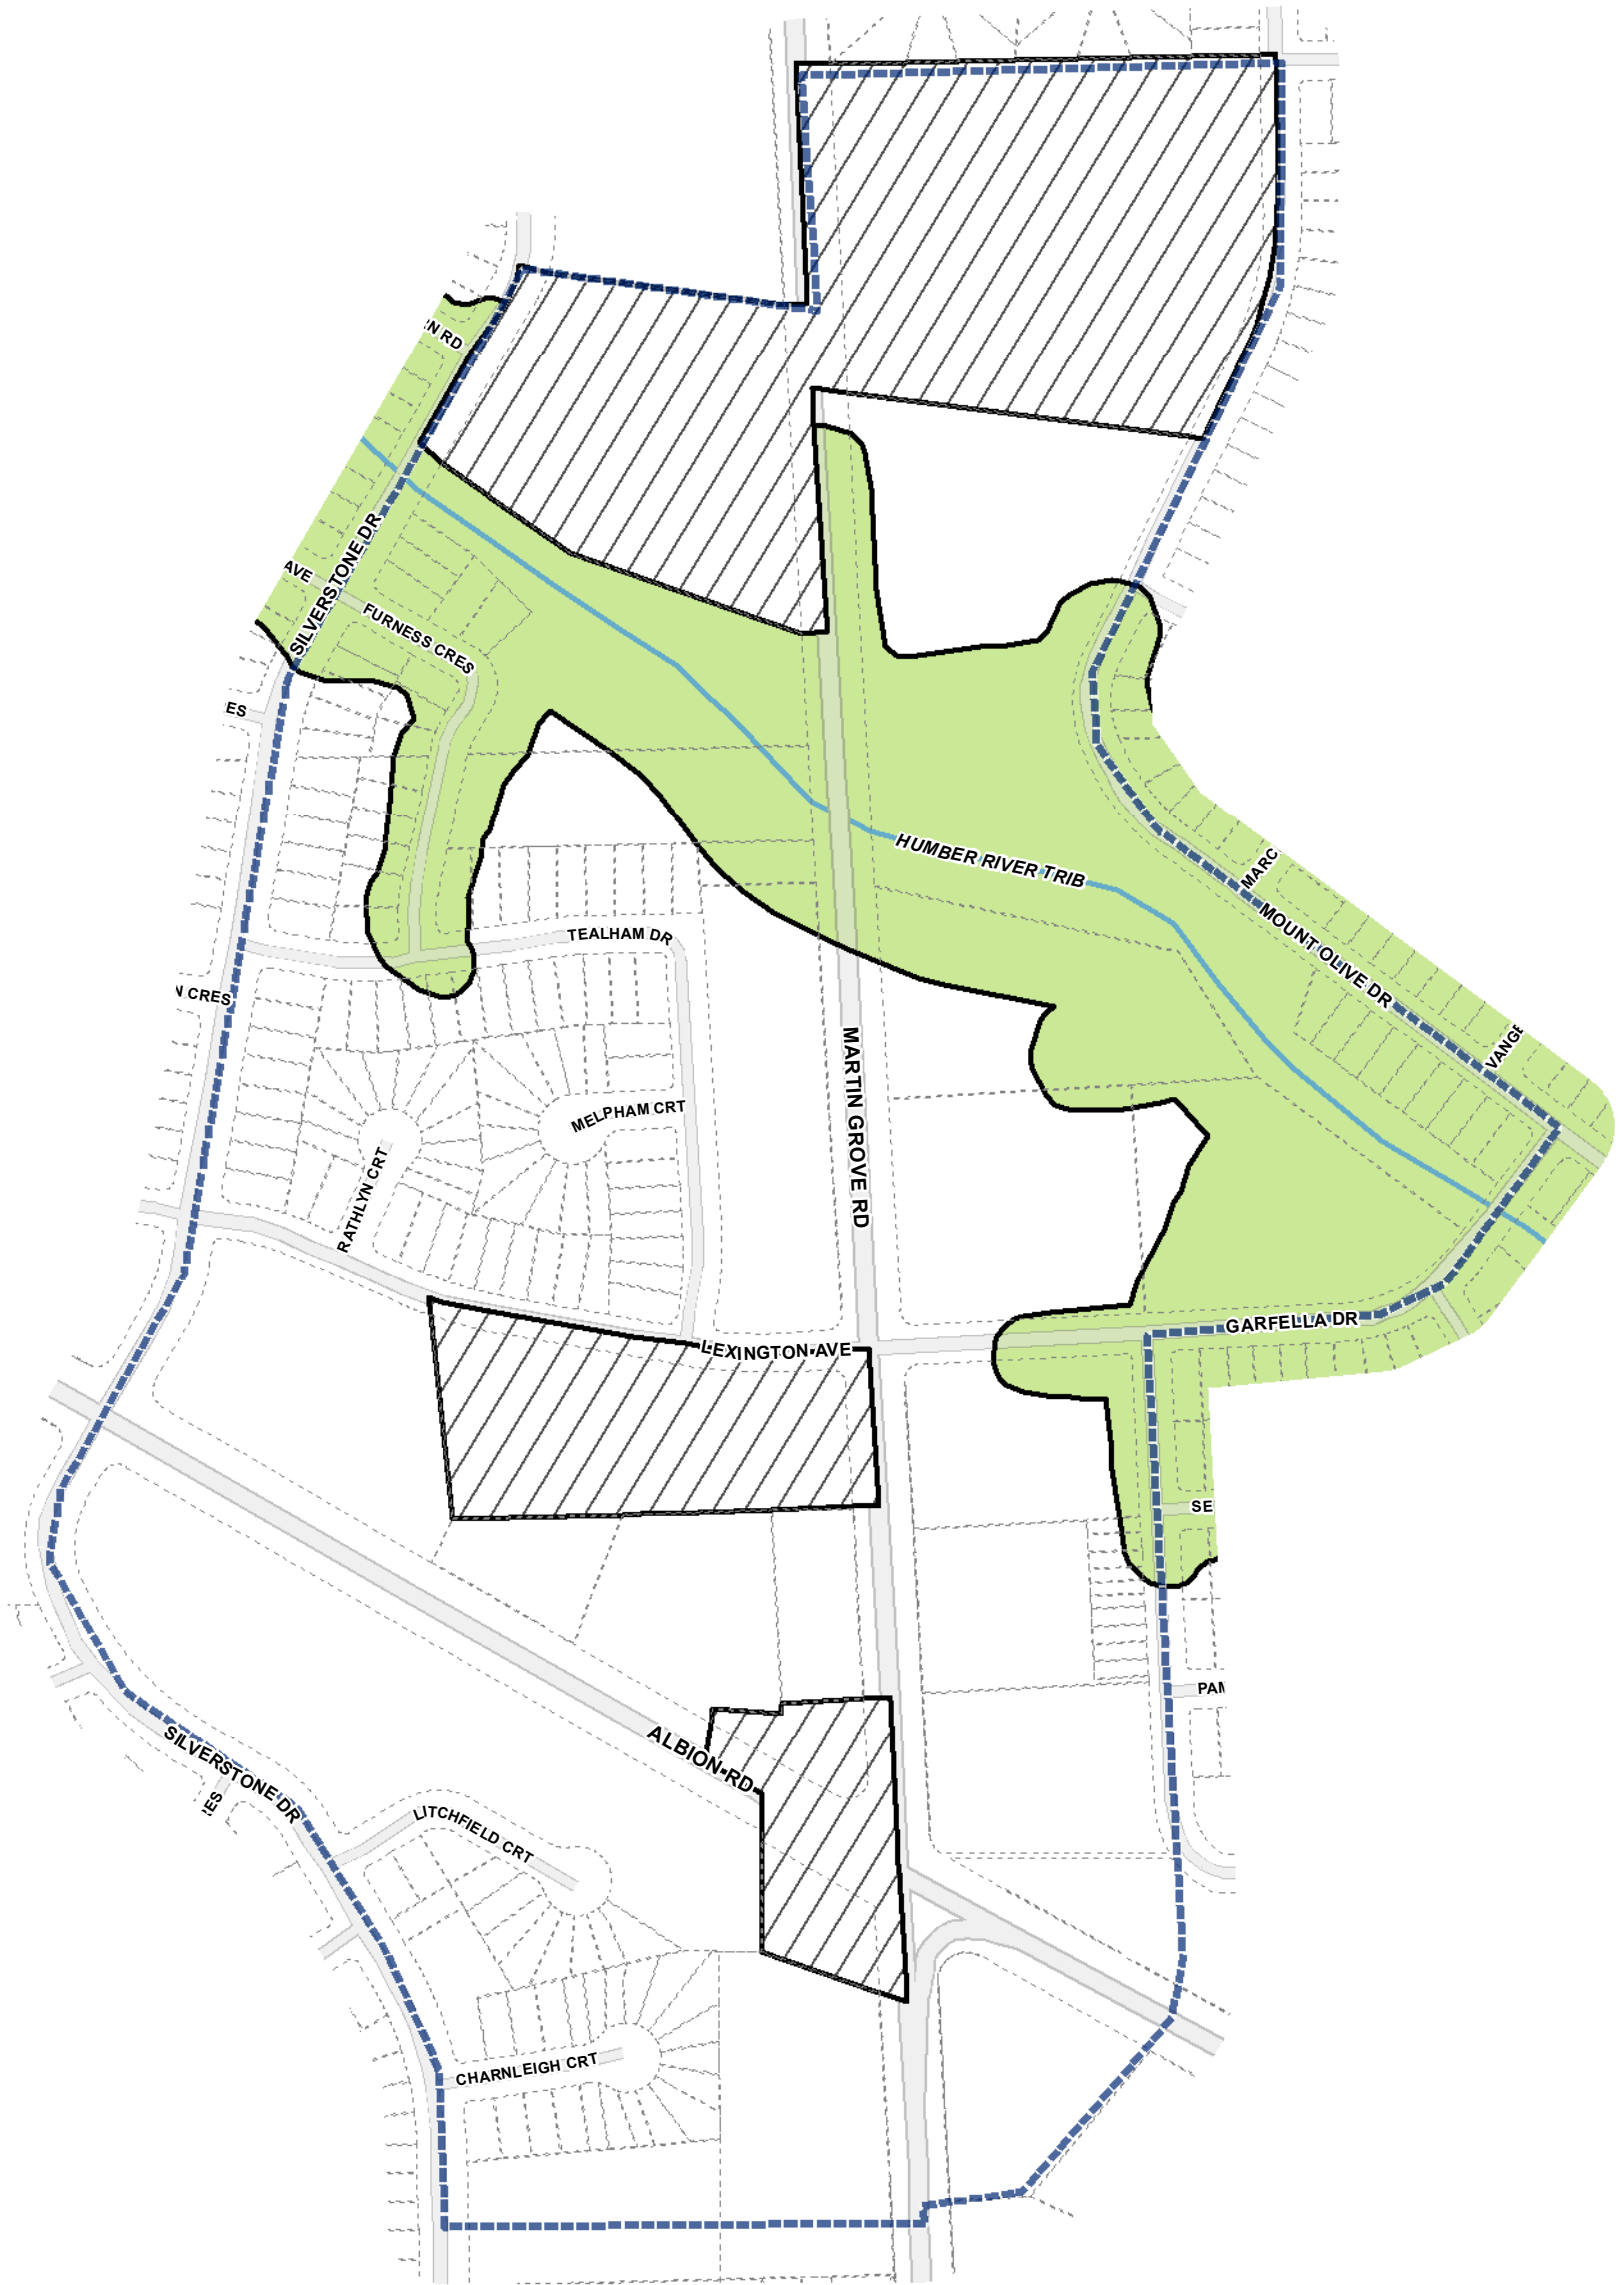 N RD
SILVERSTONE DR
AVE
FURNESS CRES
ES
HUMBER RIVER TRIB
MARC
MOUNT OLIVE DR
TEALHAM DR
N CRES
VANGE
MARTIN GROVE RD
MELPHAM CRT
RATHLYN CRT
GARFELLA DR
LEXINGTON AVE
SE
PAM
ALBION RD
SILVERSTONE DR
IES
LITCHFIELD CRT
CHARNLEIGH CRT